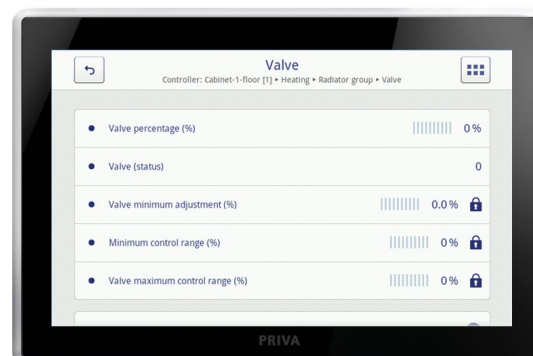 Valve
Controller: Cabinet-1-floor [1] ▸ Heating ▸ Radiator group ▸ Valve
Valve percentage (%) 0 %
Valve (status) 0
Valve minimum adjustment (%) 0.0 %
Minimum control range (%) 0 %
Valve maximum control range (%) 0 %
PRIVA